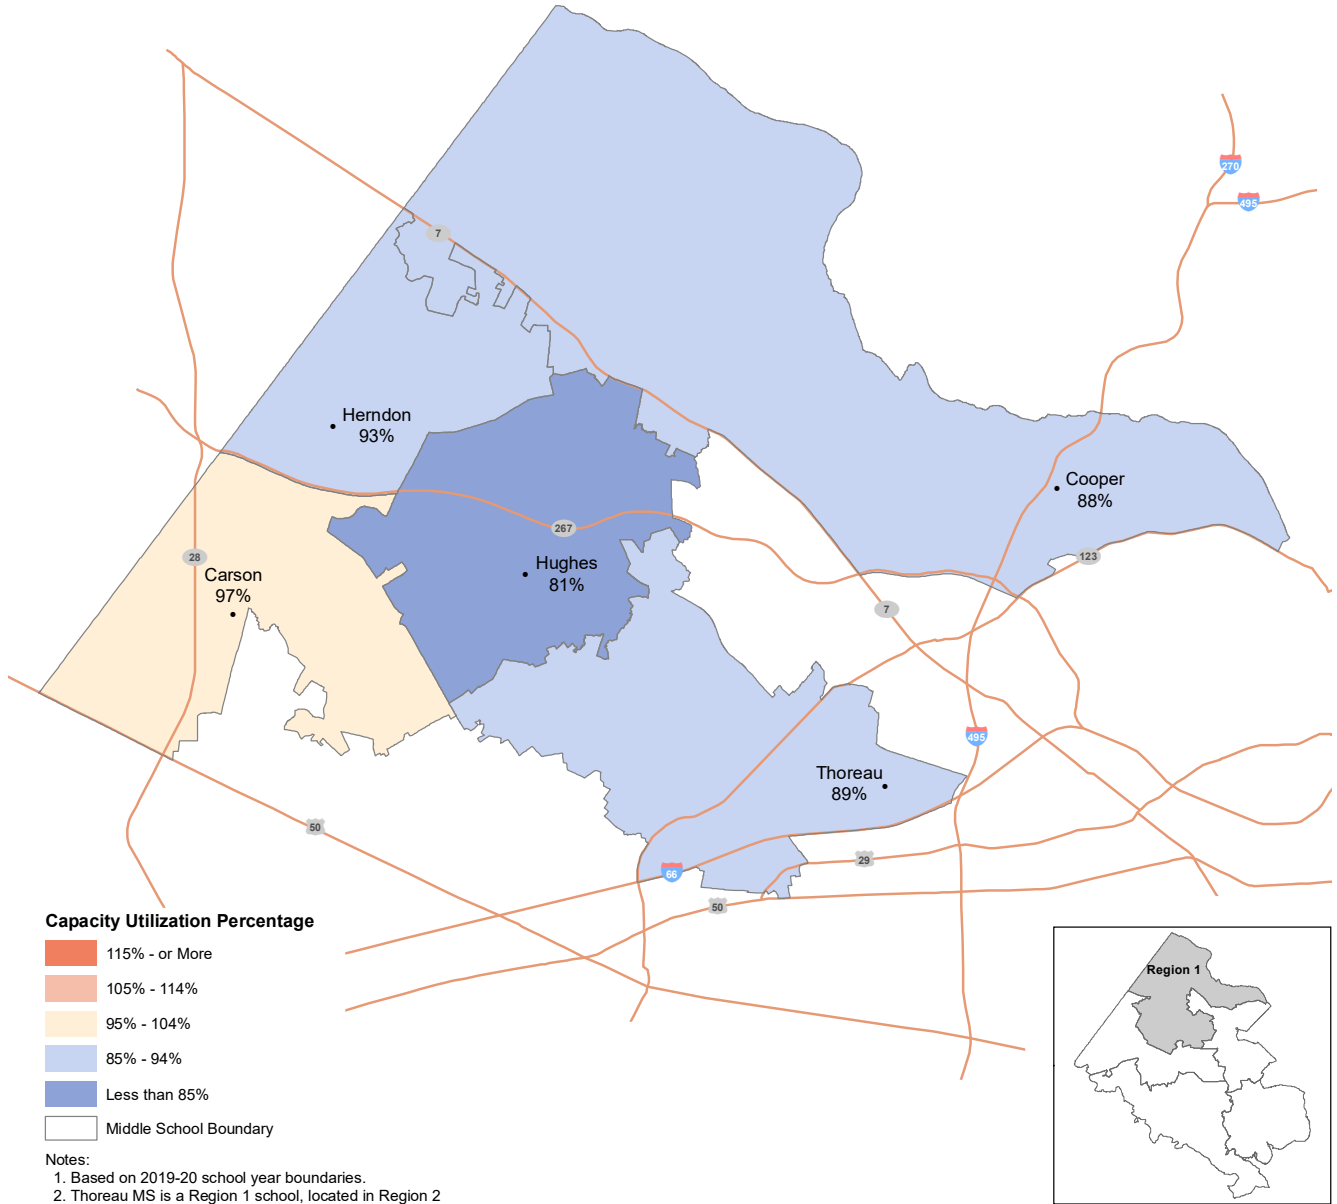 270
495
7
Herndon
93%
Cooper
88%
267
123
28
Hughes
81%
Carson
97%
7
495
Thoreau
89%
50
29
66
50
Capacity Utilization Percentage
115% - or More
105% - 114%
95% - 104%
85% - 94%
Less than 85%
Middle School Boundary
Notes:
1. Based on 2019-20 school year boundaries.
2. Thoreau MS is a Region 1 school, located in Region 2
Region 1